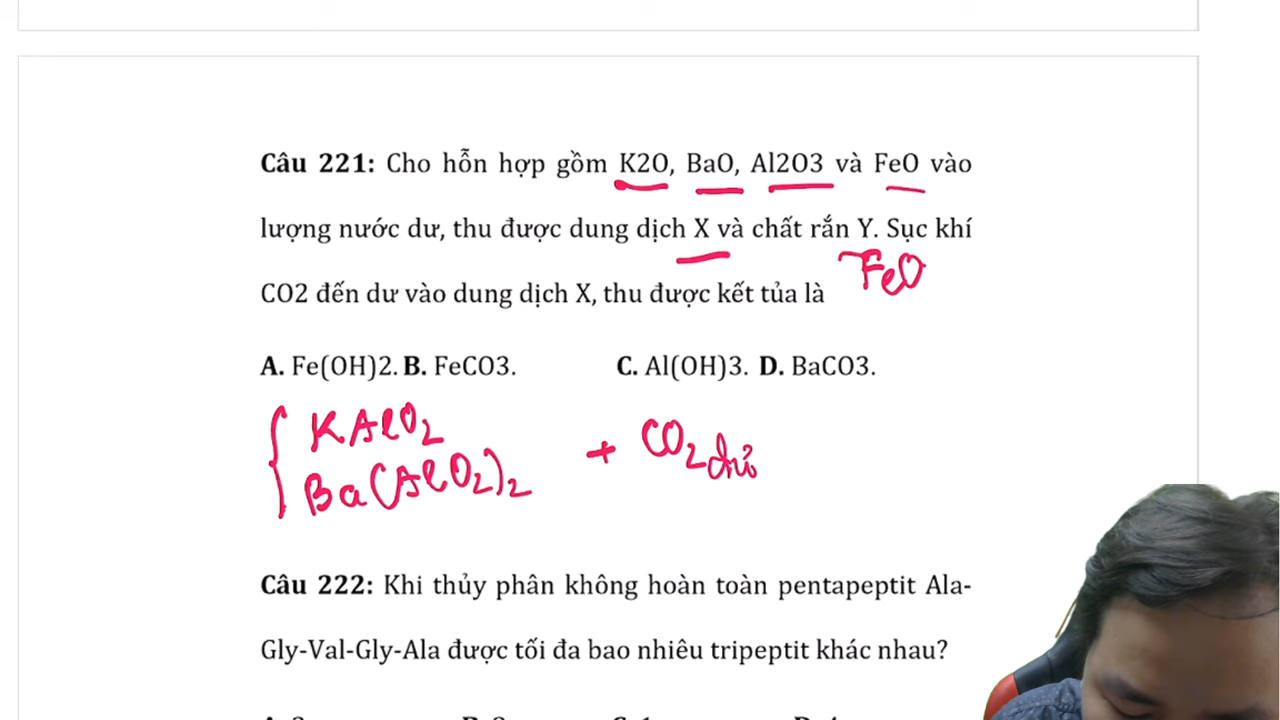 Câu 221: Cho hỗn hợp gồm K2O, BaO, Al2O3 và FeO vào
lượng nước dư, thu được dung dịch X và chất rắn Y. Sục khí
FeO
CO2 đến dư vào dung dịch X, thu được kết tủa là
A. Fe(OH)2. B. FeCO3. C. Al(OH)3. D. BaCO3.
KAlO2
Ba(AlO2)2 + CO2
Câu 222: Khi thủy phân không hoàn toàn pentapeptit Ala-
Gly-Val-Gly-Ala được tối đa bao nhiêu tripeptit khác nhau?